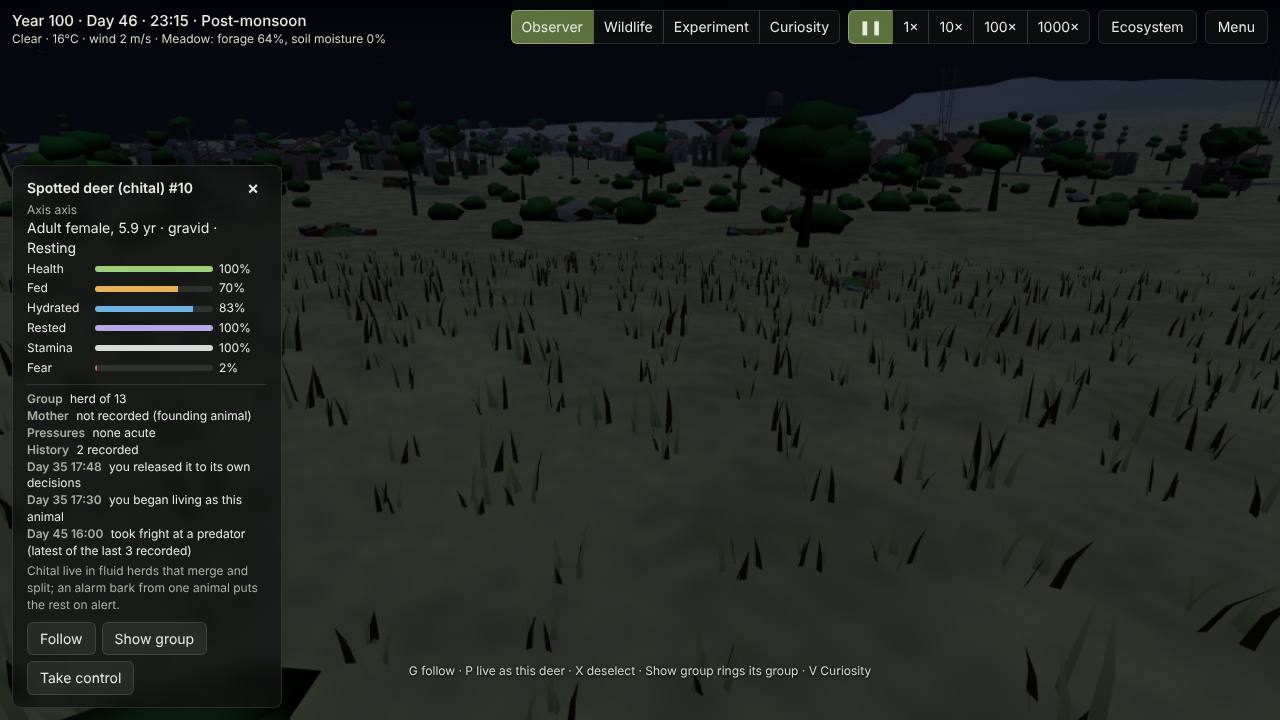 Year 100 · Day 46 · 23:15 · Post-monsoon
Clear · 16°C · wind 2 m/s · Meadow: forage 64%, soil moisture 0%
Observer Wildlife Experiment Curiosity
1× 10× 100× 1000×
Ecosystem
Menu
Spotted deer (chital) #10 ×
Axis axis
Adult female, 5.9 yr · gravid ·
Resting
Health 100%
Fed 70%
Hydrated 83%
Rested 100%
Stamina 100%
Fear 2%
Group herd of 13
Mother not recorded (founding animal)
Pressures none acute
History 2 recorded
Day 35 17:48 you released it to its own
decisions
Day 35 17:30 you began living as this
animal
Day 45 16:00 took fright at a predator
(latest of the last 3 recorded)
Chital live in fluid herds that merge and
split; an alarm bark from one animal puts
the rest on alert.
Follow Show group
Take control
G follow · P live as this deer · X deselect · Show group rings its group · V Curiosity